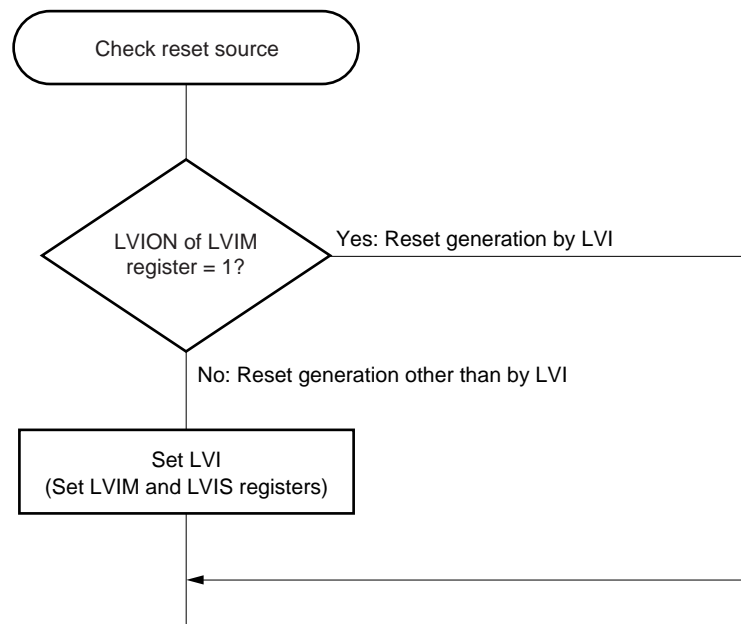 Check reset source
LVION of LVIM
register = 1?
Yes: Reset generation by LVI
No: Reset generation other than by LVI
Set LVI
(Set LVIM and LVIS registers)